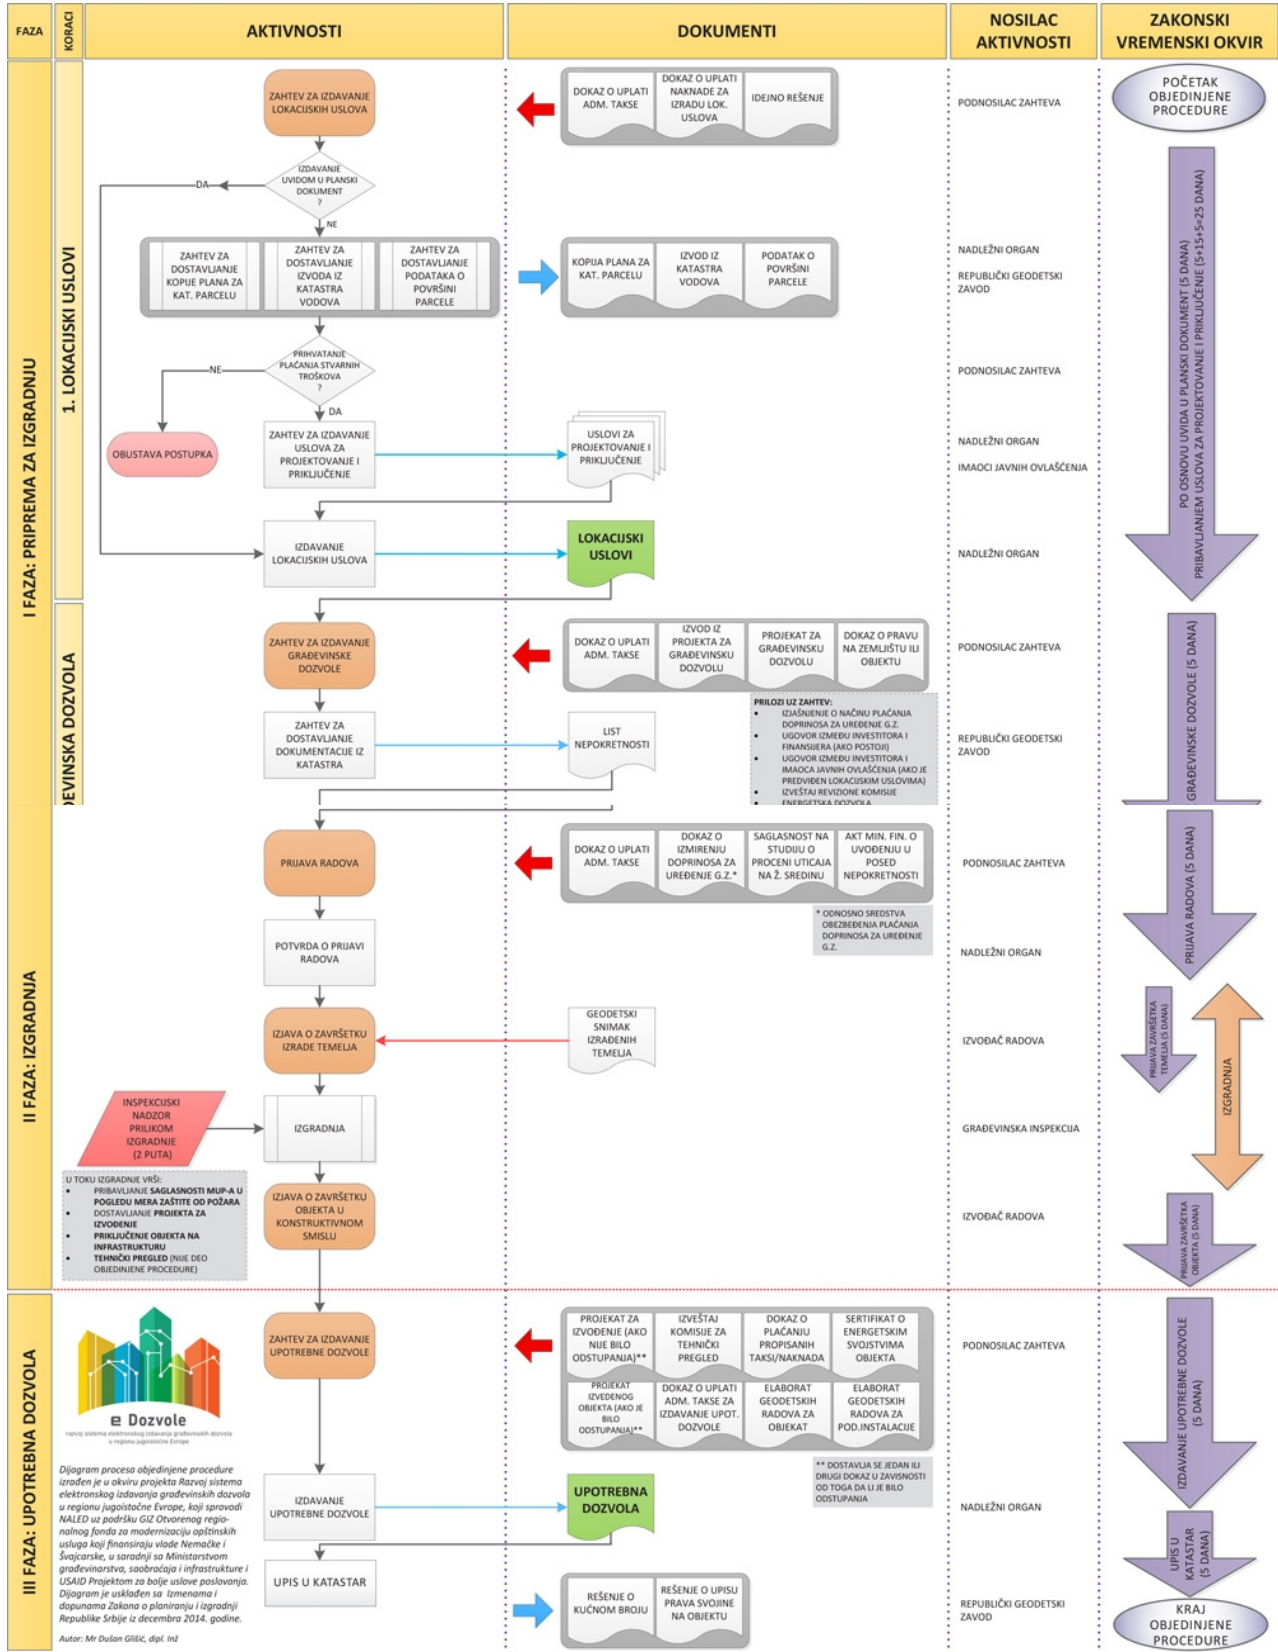 FAZA
KORACI
AKTIVNOSTI
DOKUMENTI
NOSILAC
AKTIVNOSTI
ZAKONSKI
VREMENSKI OKVIR
I FAZA: PRIPREMA ZA IZGRADNJU
1. LOKACIJSKI USLOVI
ZAHTEV ZA IZDAVANJE
LOKACIJSKIH USLOVA
DOKAZ O UPLATI
ADM. TAKSE
DOKAZ O UPLATI
NAKNADE ZA
IZRADU LOK.
USLOVA
IDEJNO REŠENJE
PODNOSILAC ZAHTEVA
POČETAK
OBJEDINJENE
PROCEDURE
IZDAVANJE
UVIDOM U PLANSKI
DOKUMENT
?
DA
NE
ZAHTEV ZA
DOSTAVLJANJE
KOPIJE PLANA ZA
KAT. PARCELU
ZAHTEV ZA
DOSTAVLJANJE
IZVODA IZ
KATASTRA
VODOVA
ZAHTEV ZA
DOSTAVLJANJE
PODATAKA O
POVRŠINI
PARCELE
KOPIJA PLANA ZA
KAT. PARCELU
IZVOD IZ
KATASTRA
VODOVA
PODATAK O
POVRŠINI
PARCELE
NADLEŽNI ORGAN
REPUBLIČKI GEODETSKI
ZAVOD
PO OSNOVU UVIDA U PLANSKI DOKUMENT (5 DANA)
PRIBAVLJANJEM USLOVA ZA PROJEKTOVANJE I PRIKLJUČENJE (5+15+5=25 DANA)
PRIHVATANJE
PLAĆANJA STVARNIH
TROŠKOVA
?
NE
DA
PODNOSILAC ZAHTEVA
OBUSTAVA POSTUPKA
ZAHTEV ZA IZDAVANJE
USLOVA ZA
PROJEKTOVANJE I
PRIKLJUČENJE
USLOVI ZA
PROJEKTOVANJE I
PRIKLJUČENJE
NADLEŽNI ORGAN
IMAOCI JAVNIH OVLAŠĆENJA
IZDAVANJE
LOKACIJSKIH USLOVA
LOKACIJSKI
USLOVI
NADLEŽNI ORGAN
ĐEVINSKA DOZVOLA
ZAHTEV ZA IZDAVANJE
GRAĐEVINSKE
DOZVOLE
DOKAZ O UPLATI
ADM. TAKSE
IZVOD IZ
PROJEKTA ZA
GRAĐEVINSKU
DOZVOLU
PROJEKAT ZA
GRAĐEVINSKU
DOZVOLU
DOKAZ O PRAVU
NA ZEMLJIŠTU ILI
OBJEKTU
PODNOSILAC ZAHTEVA
GRAĐEVINSKE DOZVOLE (5 DANA)
ZAHTEV ZA
DOSTAVLJANJE
DOKUMENTACIJE IZ
KATASTRA
LIST
NEPOKRETNOSTI
PRILOZI UZ ZAHTEV:
• IZJAŠNJENJE O NAČINU PLAĆANJA
DOPRINOSA ZA UREĐENJE G.Z.
• UGOVOR IZMEĐU INVESTITORA I
FINANSIJERA (AKO POSTOJI)
• UGOVOR IZMEĐU INVESTITORA I
IMAOCA JAVNIH OVLAŠĆENJA (AKO JE
PREDVIĐEN LOKACIJSKIM USLOVIMA)
• IZVEŠTAJ REVIZIONE KOMISIJE
• ENERGETSKA DOZVOLA
REPUBLIČKI GEODETSKI
ZAVOD
II FAZA: IZGRADNJA
PRIJAVA RADOVA
DOKAZ O UPLATI
ADM. TAKSE
DOKAZ O
IZMIRENJU
DOPRINOSA ZA
UREĐENJE G.Z.*
SAGLASNOST NA
STUDIJU O
PROCENI UTICAJA
NA Ž. SREDINU
AKT MIN. FIN. O
UVOĐENJU U
POSED
NEPOKRETNOSTI
PODNOSILAC ZAHTEVA
PRIJAVA RADOVA (5 DANA)
* ODNOSNO SREDSTVA
OBEZBEĐENJA PLAĆANJA
DOPRINOSA ZA UREĐENJE
G.Z.
POTVRDA O PRIJAVI
RADOVA
NADLEŽNI ORGAN
IZJAVA O ZAVRŠETKU
IZRADE TEMELJA
GEODETSKI
SNIMAK
IZRAĐENIH
TEMELJA
IZVOĐAČ RADOVA
PRIJAVA ZAVRŠETKA
TEMELJA (5 DANA)
IZGRADNJA
INSPEKCIJSKI
NADZOR
PRILIKOM
IZGRADNJE
(2 PUTA)
IZGRADNJA
GRAĐEVINSKA INSPEKCIJA
U TOKU IZGRADNJE VRŠI:
• PRIBAVLJANJE SAGLASNOSTI MUP-A U
POGLEDU MERA ZAŠTITE OD POŽARA
• DOSTAVLJANJE PROJEKTA ZA
IZVOĐENJE
• PRIKLJUČENJE OBJEKTA NA
INFRASTRUKTURU
• TEHNIČKI PREGLED (NIJE DEO
OBJEDINJENE PROCEDURE)
IZJAVA O ZAVRŠETKU
OBJEKTA U
KONSTRUKTIVNOM
SMISLU
IZVOĐAČ RADOVA
PRIJAVA ZAVRŠETKA
OBJEKTA (5 DANA)
III FAZA: UPOTREBNA DOZVOLA
ZAHTEV ZA IZDAVANJE
UPOTREBNE DOZVOLE
PROJEKAT ZA
IZVOĐENJE (AKO
NIJE BILO
ODSTUPANJA)**
IZVEŠTAJ
KOMISIJE ZA
TEHNIČKI
PREGLED
DOKAZ O
PLAĆANJU
PROPISANIH
TAKSI/NAKNADA
SERTIFIKAT O
ENERGETSKIM
SVOJSTVIMA
OBJEKTA
PROJEKAT
IZVEDENOG
OBJEKTA (AKO JE
BILO
ODSTUPANJA)**
DOKAZ O UPLATI
ADM. TAKSE ZA
IZDAVANJE UPOT.
DOZVOLE
ELABORAT
GEODETSKIH
RADOVA ZA
OBJEKAT
ELABORAT
GEODETSKIH
RADOVA ZA
POD.INSTALACIJE
PODNOSILAC ZAHTEVA
IZDAVANJE UPOTREBNE DOZVOLE
(5 DANA)
e Dozvole
razvoj sistema elektronskog izdavanja građevinskih dozvola
u regionu jugoistočne Evrope
** DOSTAVLJA SE JEDAN ILI
DRUGI DOKAZ U ZAVISNOSTI
OD TOGA DA LI JE BILO
ODSTUPANJA
Dijagram procesa objedinjene procedure
izrađen je u okviru projekta Razvoj sistema
elektronskog izdavanja građevinskih dozvola
u regionu jugoistočne Evrope, koji sprovodi
NALED uz podršku GIZ Otvorenog regio-
nalnog fonda za modernizaciju opštinskih
usluga koji finansiraju vlade Nemačke i
Švajcarske, u saradnji sa Ministarstvom
građevinarstva, saobraćaja i infrastrukture i
USAID Projektom za bolje uslove poslovanja.
Dijagram je usklađen sa Izmenama i
dopunama Zakona o planiranju i izgradnji
Republike Srbije iz decembra 2014. godine.
Autor: Mr Dušan Glišić, dipl. Inž
IZDAVANJE
UPOTREBNE DOZVOLE
UPOTREBNA
DOZVOLA
NADLEŽNI ORGAN
UPIS U KATASTAR
UPIS U
KATASTAR
(5 DANA)
REŠENJE O
KUĆNOM BROJU
REŠENJE O UPISU
PRAVA SVOJINE
NA OBJEKTU
REPUBLIČKI GEODETSKI
ZAVOD
KRAJ
OBJEDINJENE
PROCEDURE